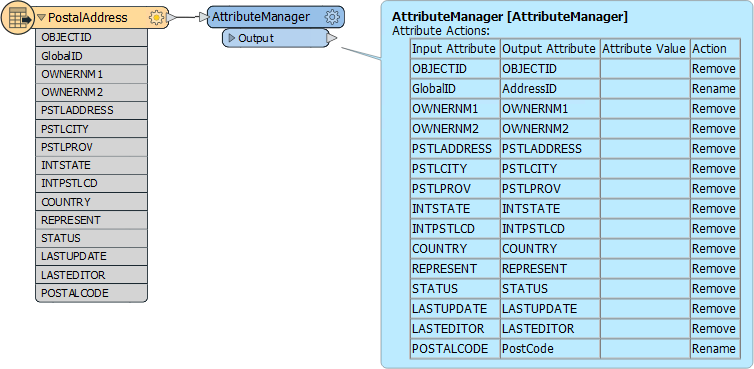 PostalAddress
OBJECTID
GlobalID
OWNERNM1
OWNERNM2
PSTLADDRESS
PSTLCITY
PSTLPROV
INTSTATE
INTPSTLCD
COUNTRY
REPRESENT
STATUS
LASTUPDATE
LASTEDITOR
POSTALCODE
AttributeManager
Output
AttributeManager [AttributeManager]
Attribute Actions:
Input Attribute Output Attribute Attribute Value Action
OBJECTID OBJECTID Remove
GlobalID AddressID Rename
OWNERNM1 OWNERNM1 Remove
OWNERNM2 OWNERNM2 Remove
PSTLADDRESS PSTLADDRESS Remove
PSTLCITY PSTLCITY Remove
PSTLPROV PSTLPROV Remove
INTSTATE INTSTATE Remove
INTPSTLCD INTPSTLCD Remove
COUNTRY COUNTRY Remove
REPRESENT REPRESENT Remove
STATUS STATUS Remove
LASTUPDATE LASTUPDATE Remove
LASTEDITOR LASTEDITOR Remove
POSTALCODE PostCode Rename